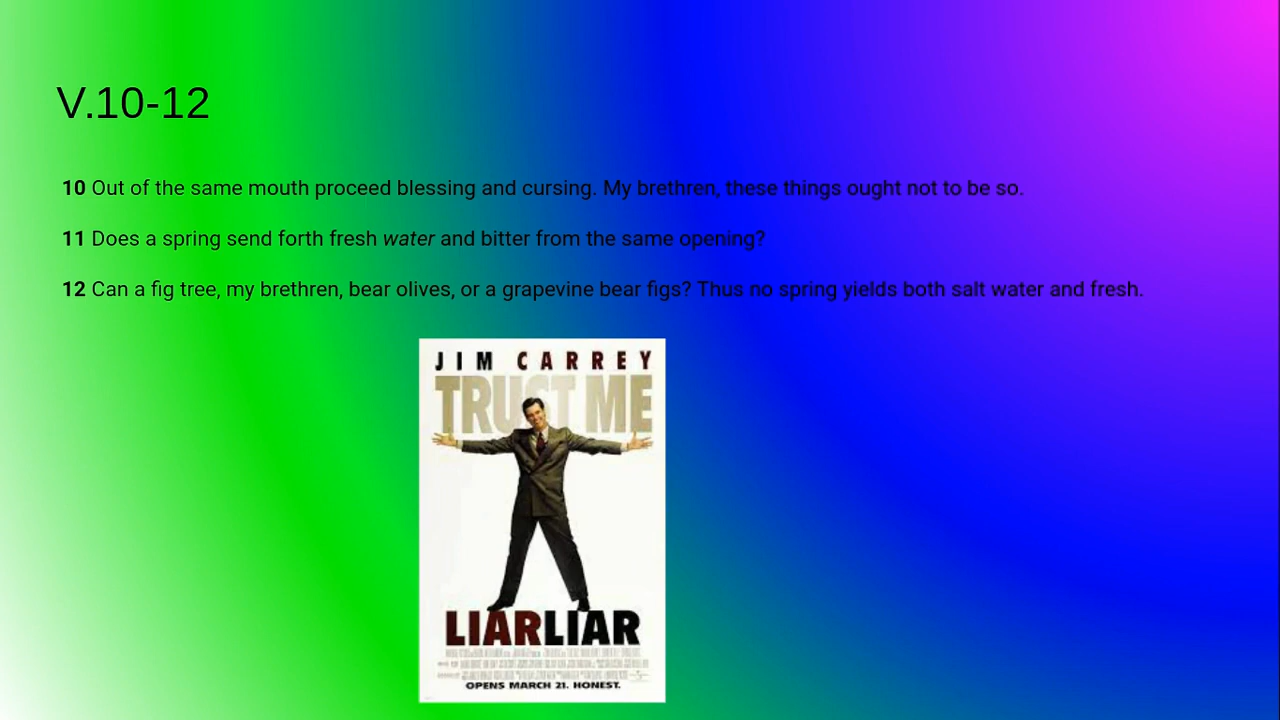 V.10-12
10 Out of the same mouth proceed blessing and cursing. My brethren, these things ought not to be so.
11 Does a spring send forth fresh water and bitter from the same opening?
12 Can a fig tree, my brethren, bear olives, or a grapevine bear figs? Thus no spring yields both salt water and fresh.
JIM CARREY
TRUST ME
LIARLIAR
OPENS MARCH 21. HONEST.